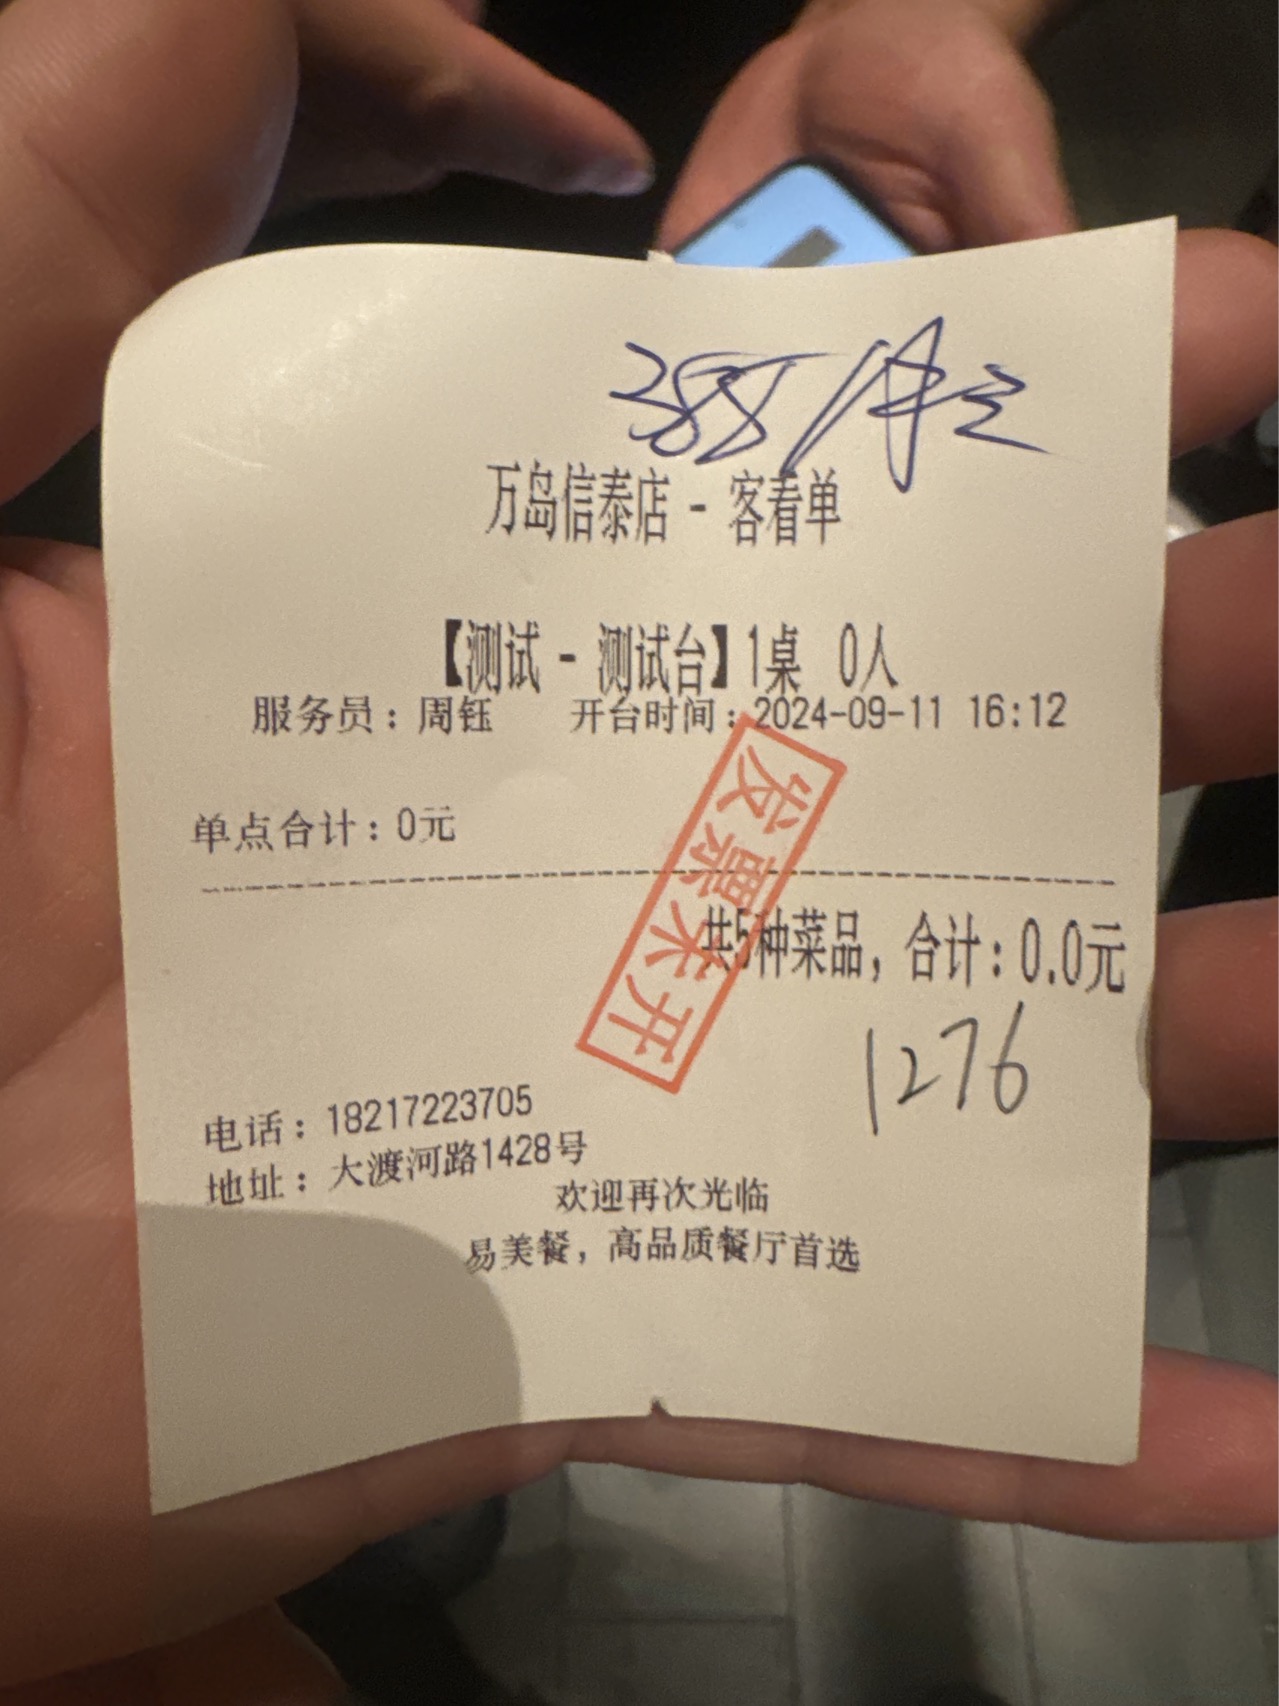 万岛信泰店 - 客看单
【测试 - 测试台】1桌 0人
服务员：周钰 开台时间：2024-09-11 16:12
单点合计：0元
发票未开
共5种菜品，合计：0.0元
1276
电话：18217223705
地址：大渡河路1428号
欢迎再次光临
易美餐，高品质餐厅首选